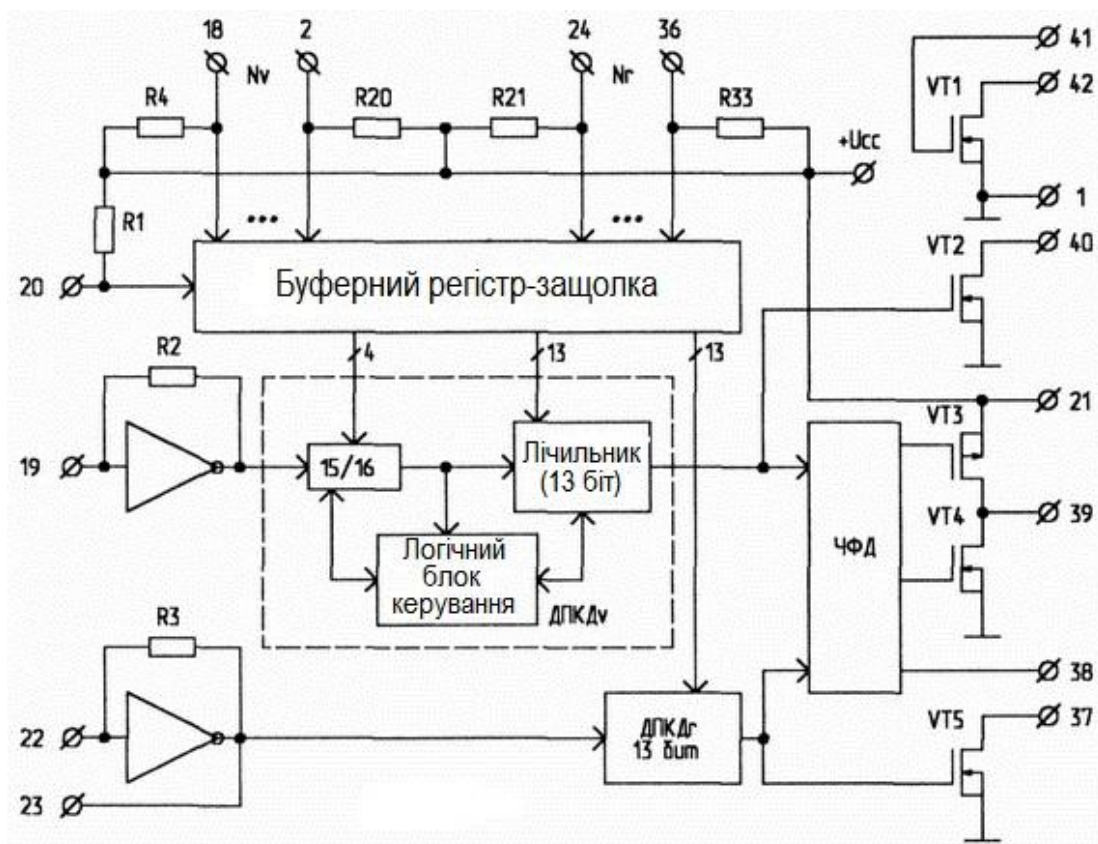 18 2 24 36 41
Nv Nг
R4 R20 R21 R33 VT1 42
+Ucc
R1 ... ... 1
VT2 40
20 Буферний регістр-защолка
R2 4 13 13
VT3 21
19 15/16 Лічильник
(13 біт)
VT4 39
ЧФД
Логічний
блок
керування
ДПКДv
R3
38
22 ДПКДг
13 бит
VT5 37
23